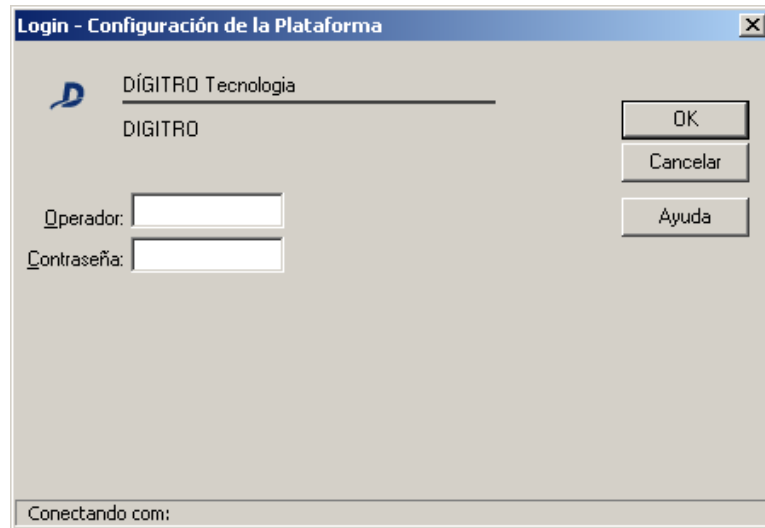 Login - Configuración de la Plataforma
DÍGITRO Tecnologia
DIGITRO
OK
Cancelar
Operador:
Ayuda
Contraseña:
Conectando com: